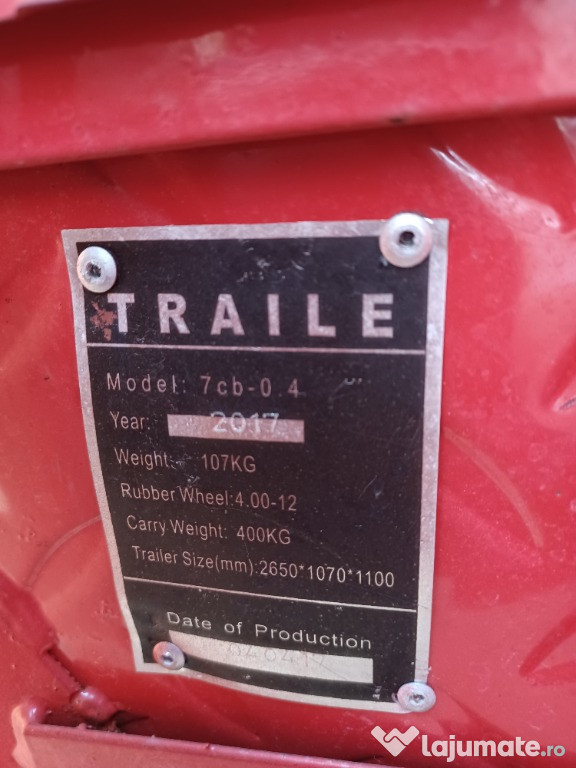 TRAILE
Model: 7cb-0.4
Year: 2017
Weight: 107KG
Rubber Wheel:4.00-12
Carry Weight: 400KG
Trailer Size(mm):2650*1070*1100
Date of Production
lajumate.ro